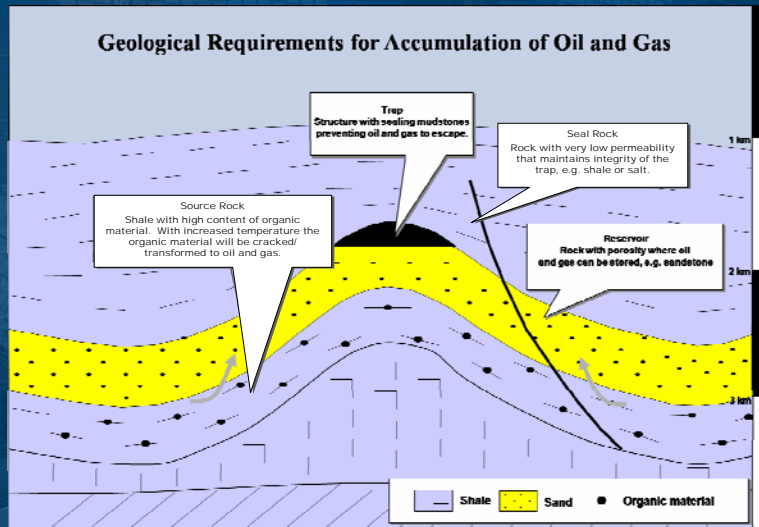 Geological Requirements for Accumulation of Oil and Gas
Trap
Structure with sealing mudstones
preventing oil and gas to escape.
Seal Rock
Rock with very low permeability
that maintains integrity of the
trap, e.g. shale or salt.
1 km
Source Rock
Shale with high content of organic
material. With increased temperature the
organic material will be cracked/
transformed to oil and gas.
Reservoir
Rock with porosity where oil
and gas can be stored, e.g. sandstone
2 km
3 km
Shale
Sand
Organic material